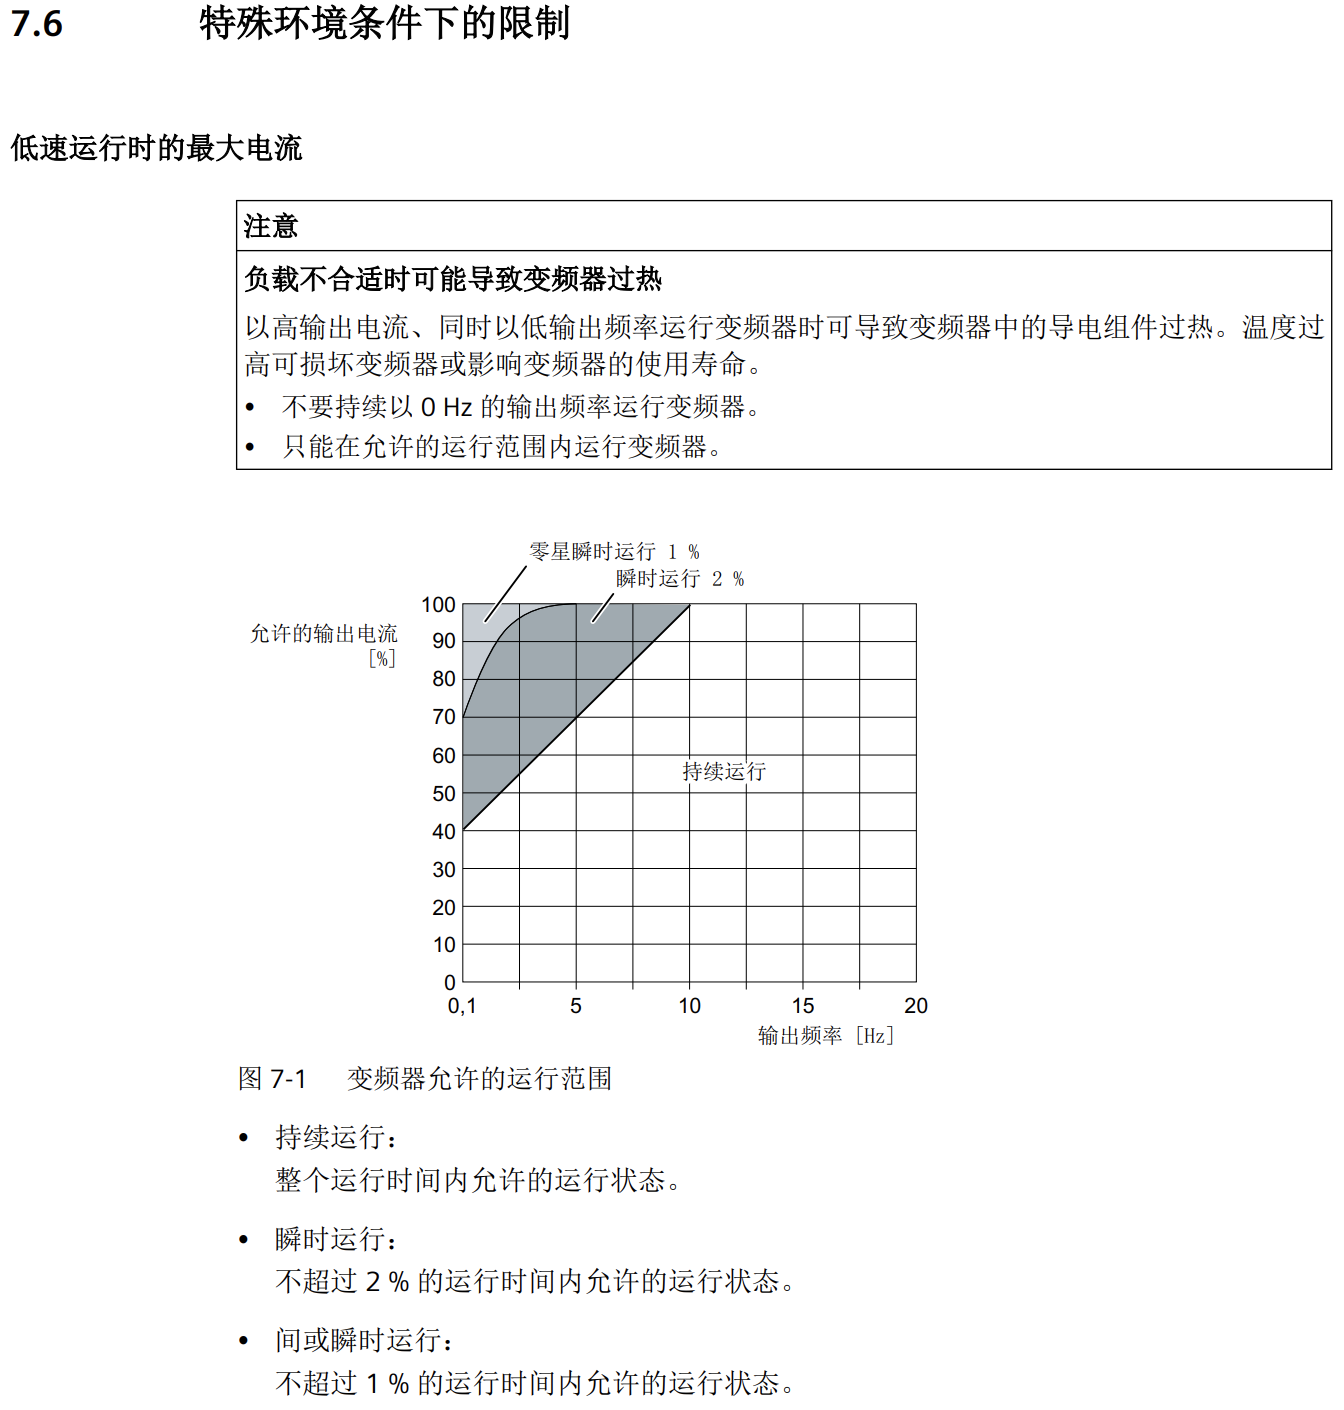 7.6 特殊环境条件下的限制
低速运行时的最大电流
注意
负载不合适时可能导致变频器过热
以高输出电流、同时以低输出频率运行变频器时可导致变频器中的导电组件过热。温度过
高可损坏变频器或影响变频器的使用寿命。
• 不要持续以 0 Hz 的输出频率运行变频器。
• 只能在允许的运行范围内运行变频器。
零星瞬时运行 1 %
瞬时运行 2 %
允许的输出电流
[%]
100
90
80
70
60
50
40
30
20
10
0
持续运行
0,1 5 10 15 20
输出频率 [Hz]
图 7-1 变频器允许的运行范围
• 持续运行：
整个运行时间内允许的运行状态。
• 瞬时运行：
不超过 2 % 的运行时间内允许的运行状态。
• 间或瞬时运行：
不超过 1 % 的运行时间内允许的运行状态。